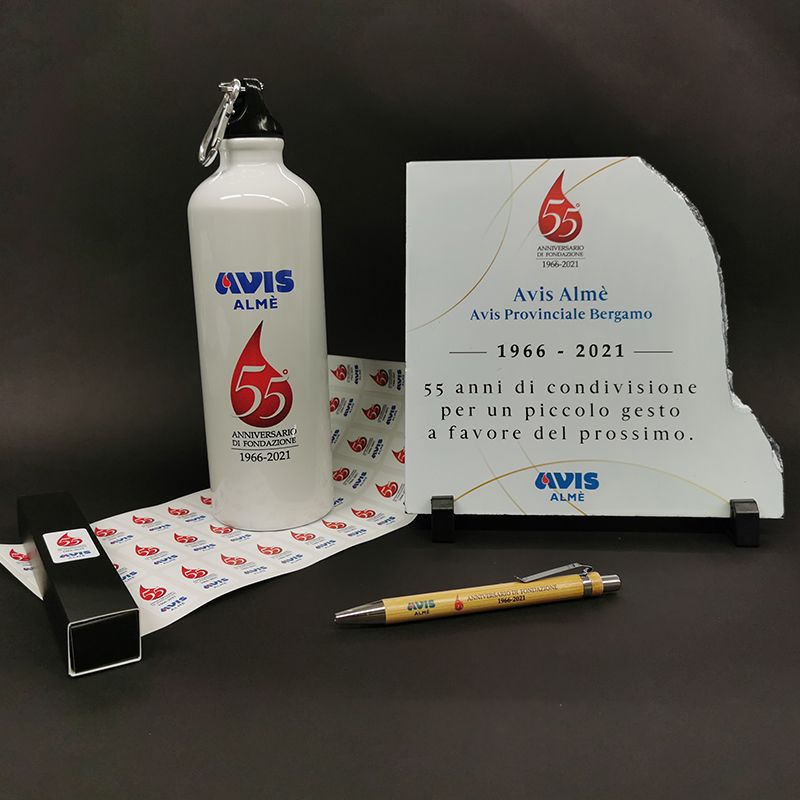 AVIS
ALMÈ
55°
ANNIVERSARIO
DI FONDAZIONE
1966-2021
55°
ANNIVERSARIO
DI FONDAZIONE
1966-2021
Avis Almè
Avis Provinciale Bergamo
1966 - 2021
55 anni di condivisione
per un piccolo gesto
a favore del prossimo.
AVIS
ALMÈ
AVIS
ALMÈ
ANNIVERSARIO DI FONDAZIONE
1966-2021